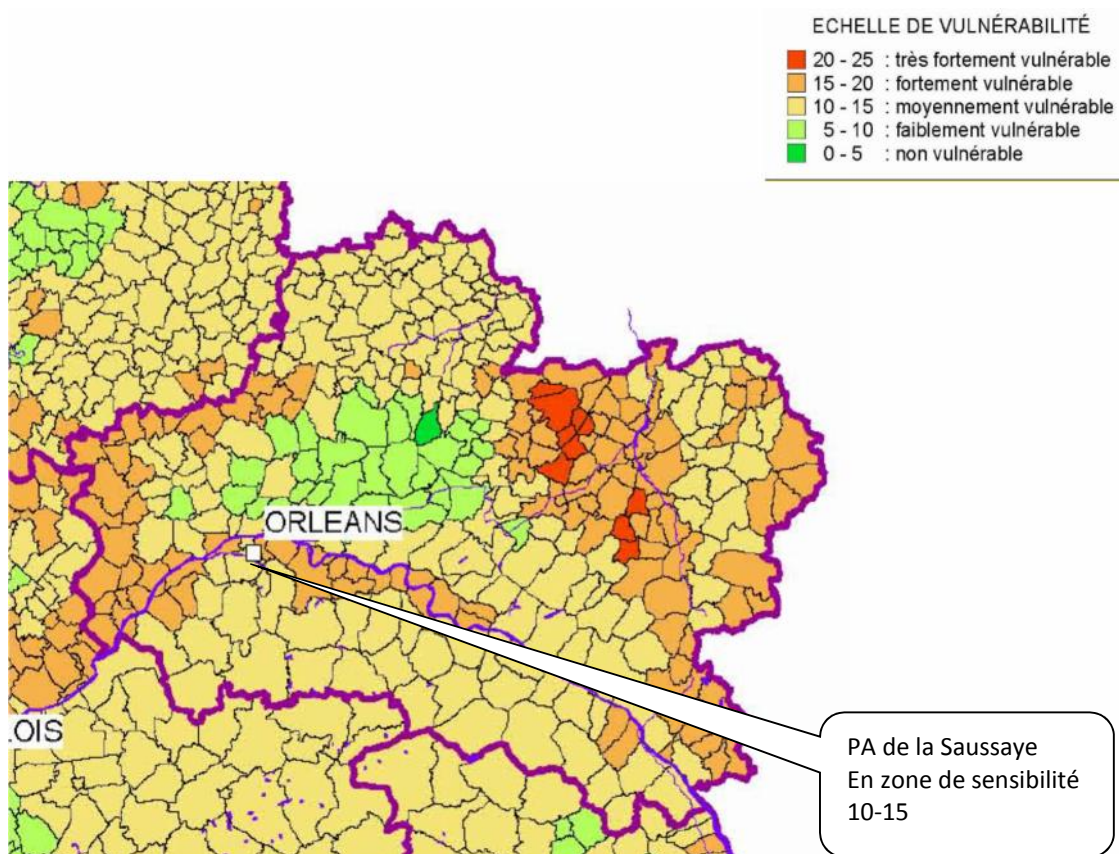 ECHELLE DE VULNÉRABILITÉ
20 - 25 : très fortement vulnérable
15 - 20 : fortement vulnérable
10 - 15 : moyennement vulnérable
5 - 10 : faiblement vulnérable
0 - 5 : non vulnérable
ORLEANS
LOIS
PA de la Saussaye
En zone de sensibilité
10-15